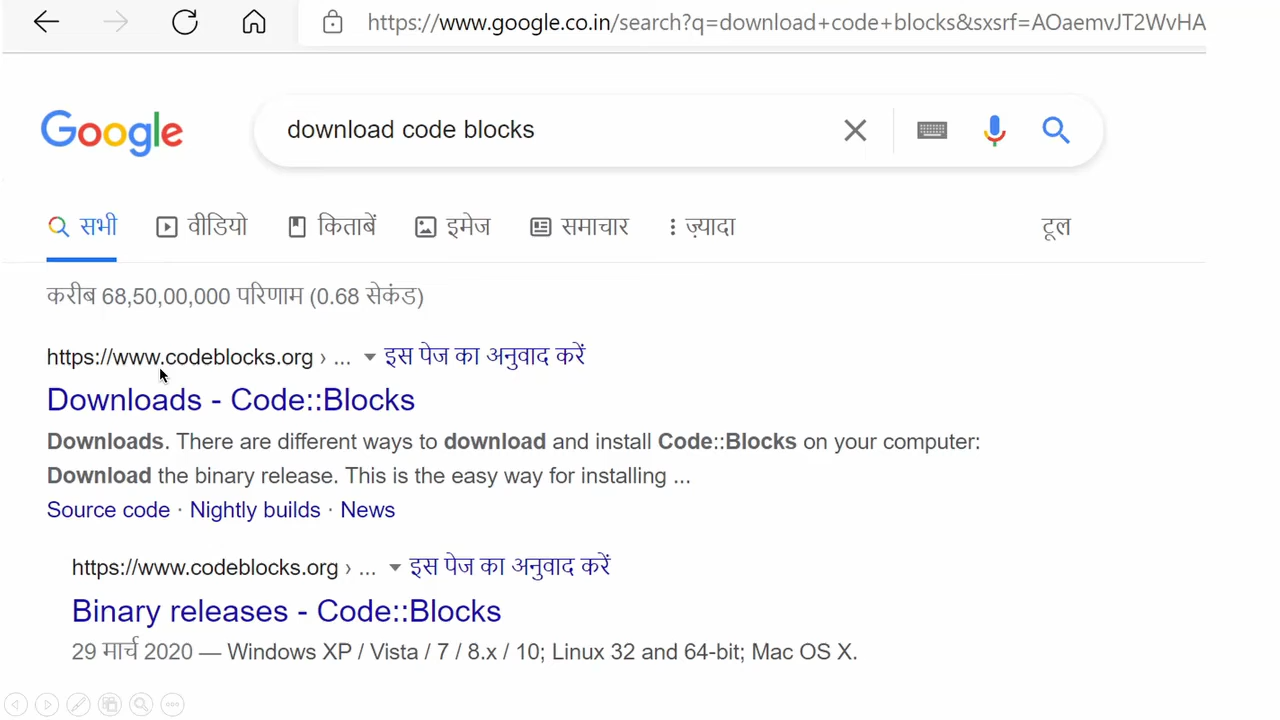 https://www.google.co.in/search?q=download+code+blocks&sxsrf=AOaemvJT2WvHA
Google
download code blocks
सभी वीडियो किताबें इमेज समाचार ज़्यादा टूल
करीब 68,50,00,000 परिणाम (0.68 सेकंड)
https://www.codeblocks.org › ... इस पेज का अनुवाद करें
Downloads - Code::Blocks
Downloads. There are different ways to download and install Code::Blocks on your computer:
Download the binary release. This is the easy way for installing ...
Source code · Nightly builds · News
https://www.codeblocks.org › ... इस पेज का अनुवाद करें
Binary releases - Code::Blocks
29 मार्च 2020 — Windows XP / Vista / 7 / 8.x / 10; Linux 32 and 64-bit; Mac OS X.